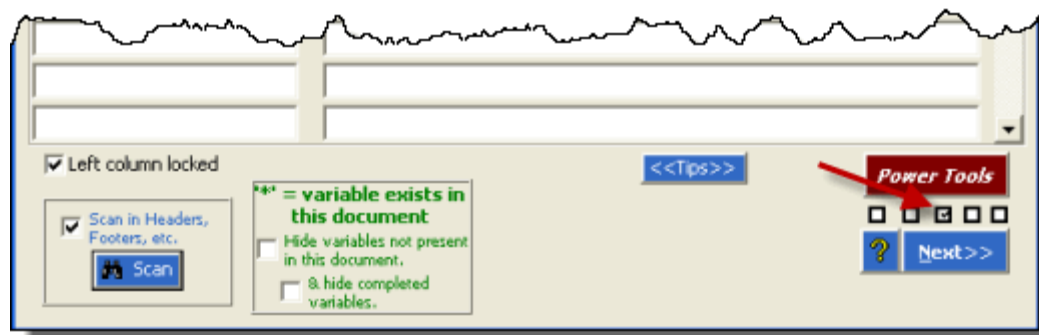 Left column locked
<<Tips>>
Power Tools
Scan in Headers,
Footers, etc.
Scan
"*" = variable exists in
this document
Hide variables not present
in this document.
& hide completed
variables.
?
Next>>